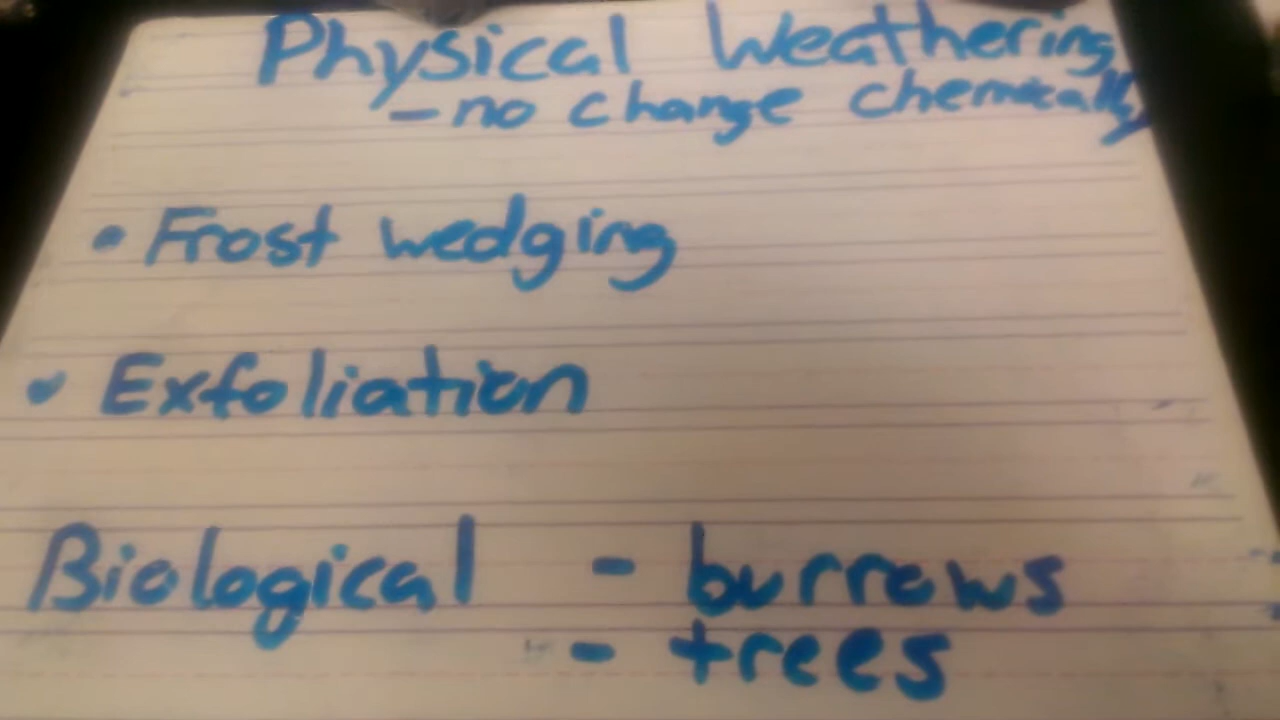 Physical Weathering
- no change chemically
• Frost wedging
• Exfoliation
Biological - burrows
- trees